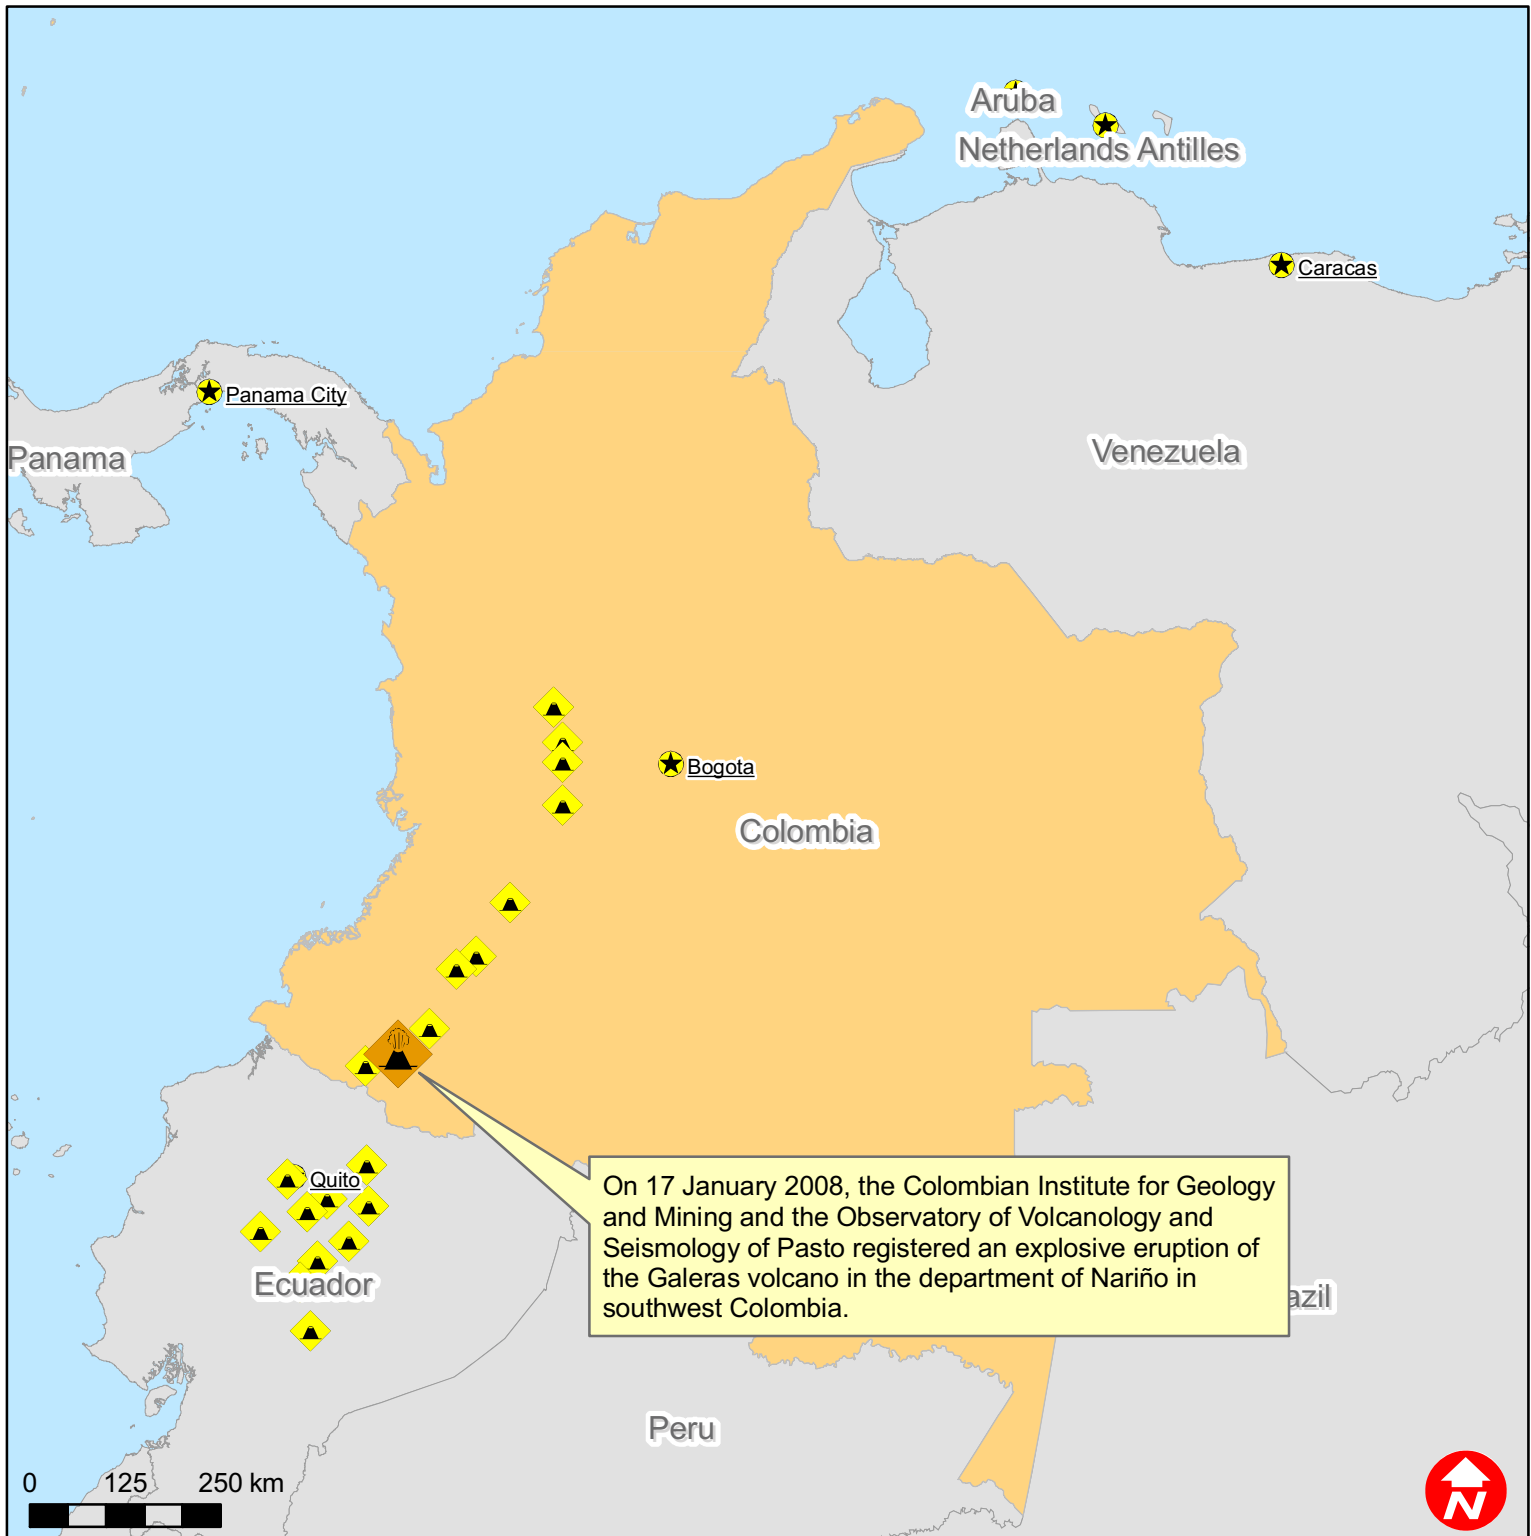 Aruba
Netherlands Antilles
Caracas
Panama City
Panama
Venezuela
Bogota
Colombia
Quito
On 17 January 2008, the Colombian Institute for Geology
and Mining and the Observatory of Volcanology and
Seismology of Pasto registered an explosive eruption of
the Galeras volcano in the department of Nariño in
southwest Colombia.
Ecuador
azil
Peru
0 125 250 km
N